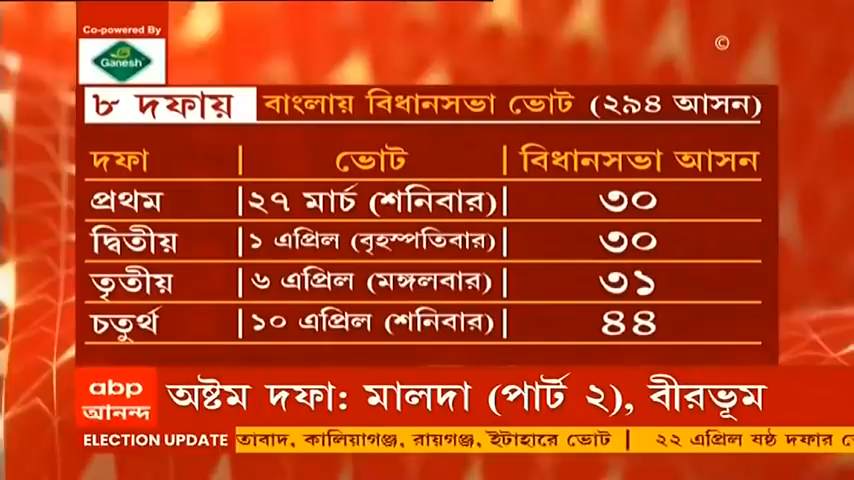 Co-powered By
Ganesh
©
৮ দফায় বাংলায় বিধানসভা ভোট (২৯৪ আসন)
দফা | ভোট | বিধানসভা আসন
প্রথম | ২৭ মার্চ (শনিবার) | ৩০
দ্বিতীয় | ১ এপ্রিল (বৃহস্পতিবার) | ৩০
তৃতীয় | ৬ এপ্রিল (মঙ্গলবার) | ৩১
চতুর্থ | ১০ এপ্রিল (শনিবার) | ৪৪
abp
আনন্দ
অষ্টম দফা: মালদা (পার্ট ২), বীরভূম
ELECTION UPDATE তাবাদ, কালিয়াগঞ্জ, রায়গঞ্জ, ইটাহারে ভোট | ২২ এপ্রিল ষষ্ঠ দফার